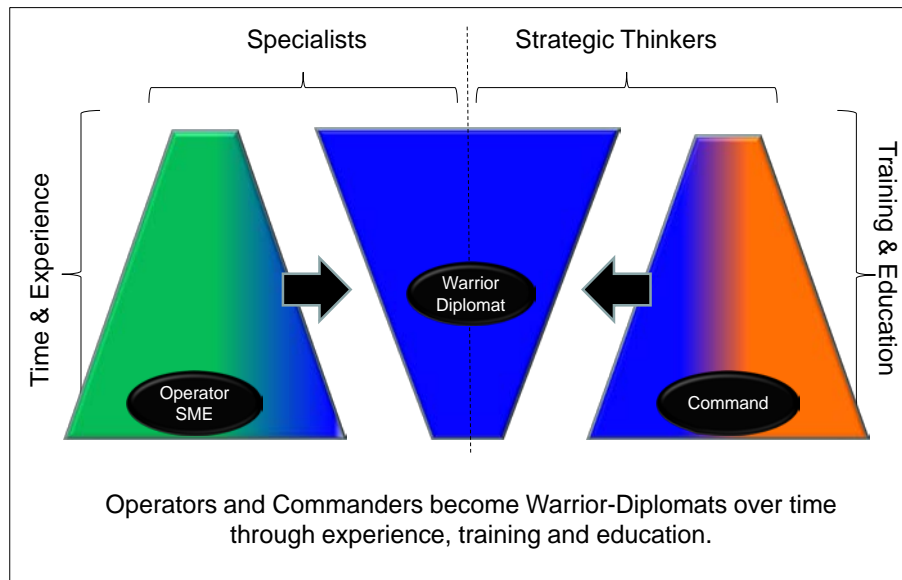 Specialists
Strategic Thinkers
Time & Experience
Training & Education
Warrior
Diplomat
Operator
SME
Command
Operators and Commanders become Warrior-Diplomats over time
through experience, training and education.